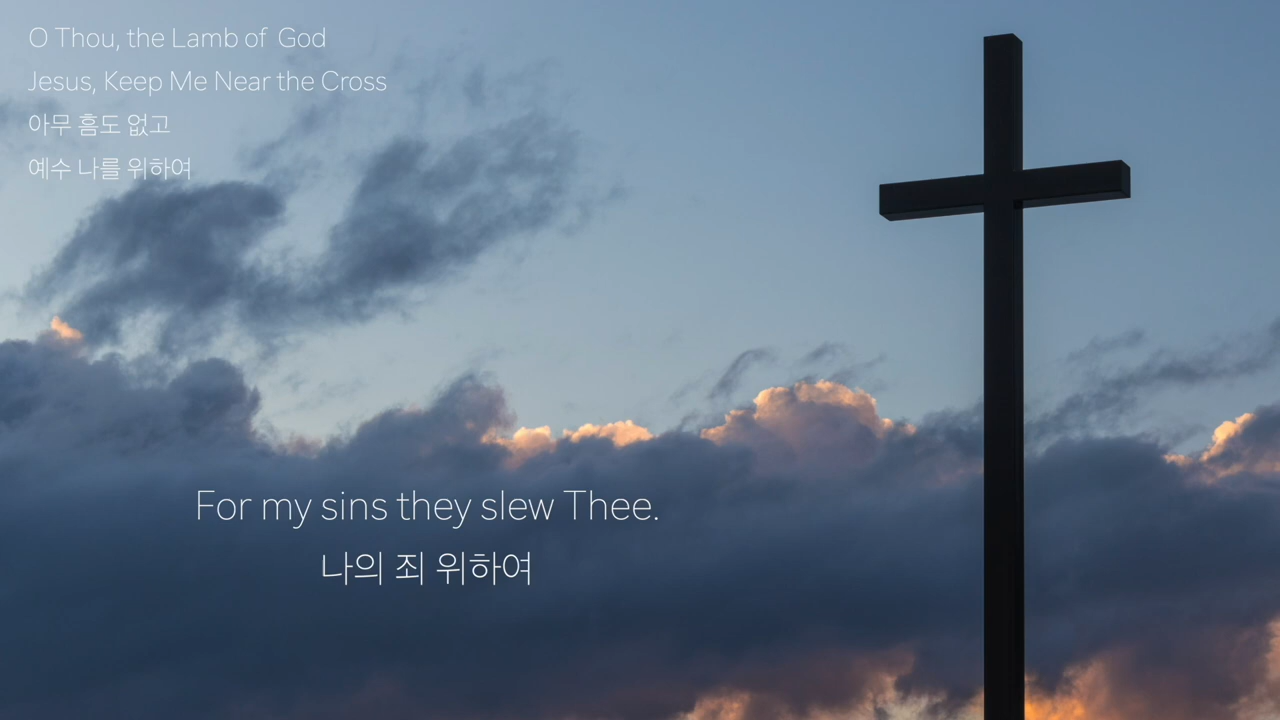 O Thou, the Lamb of God
Jesus, Keep Me Near the Cross
아무 흠도 없고
예수 나를 위하여
For my sins they slew Thee.
나의 죄 위하여